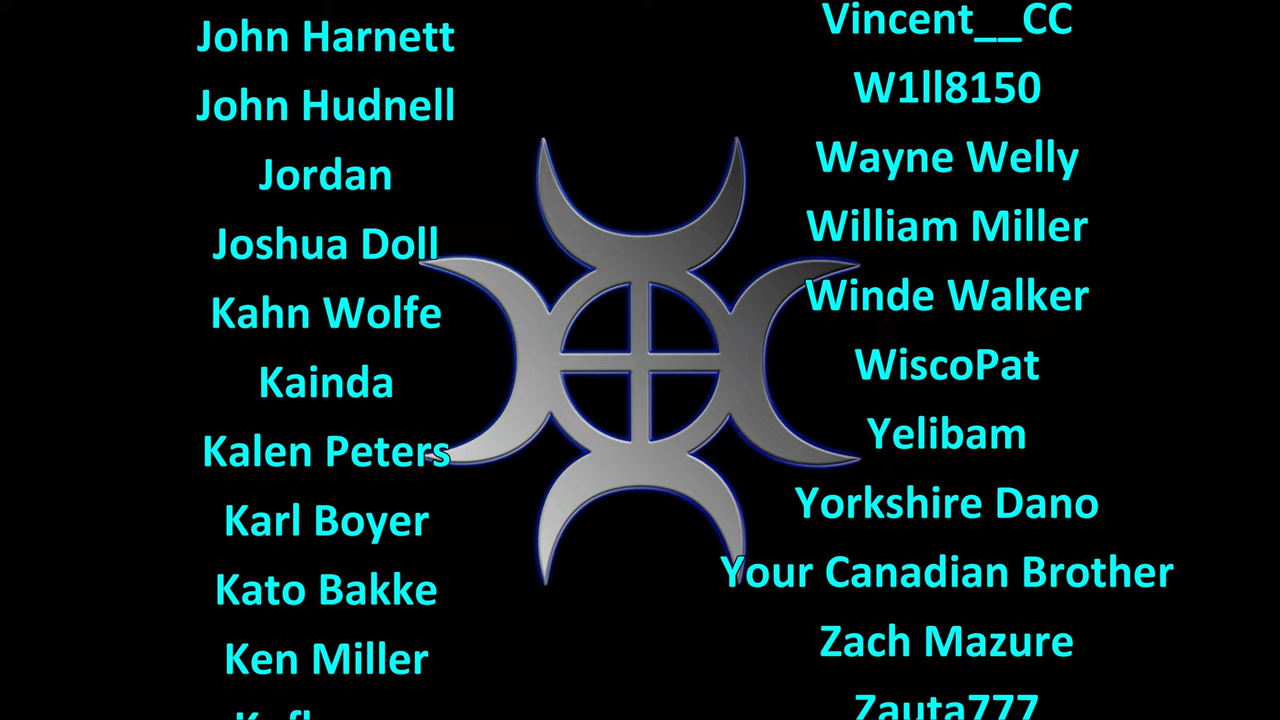 John Harnett
John Hudnell
Jordan
Joshua Doll
Kahn Wolfe
Kainda
Kalen Peters
Karl Boyer
Kato Bakke
Ken Miller
Vincent__CC
W1ll8150
Wayne Welly
William Miller
Winde Walker
WiscoPat
Yelibam
Yorkshire Dano
Your Canadian Brother
Zach Mazure
Zauta777